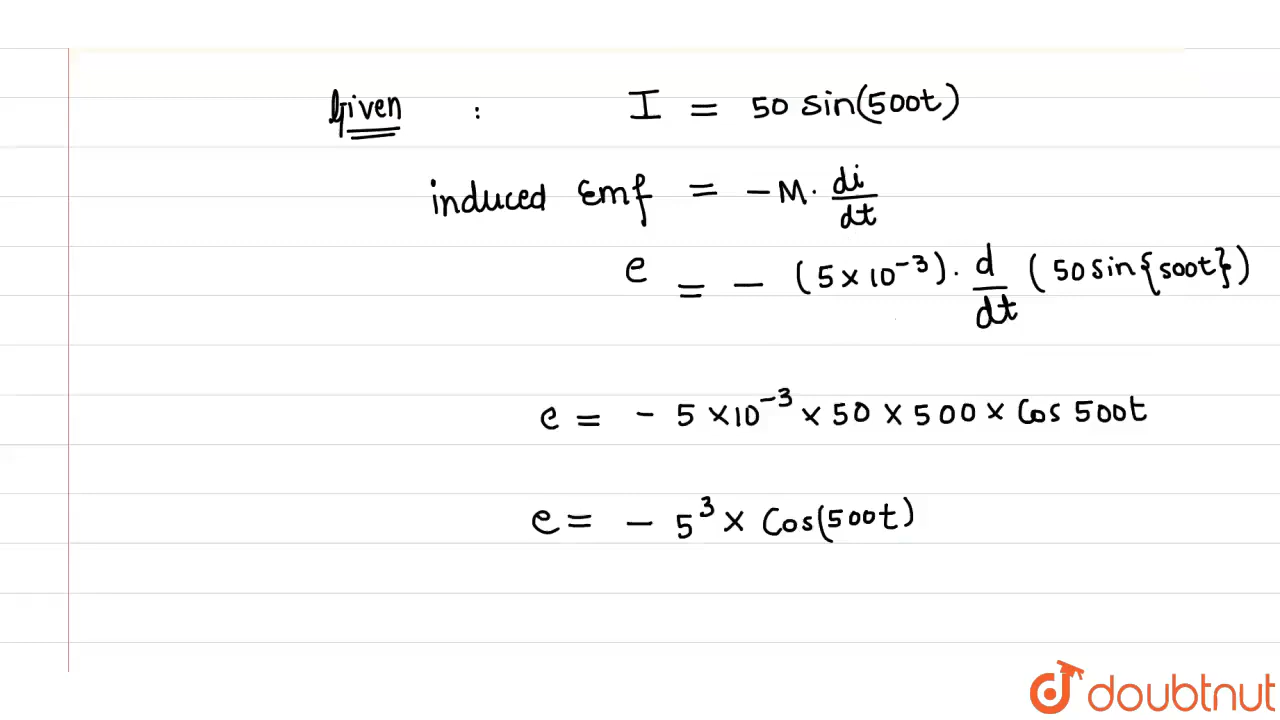 Given : I = 50 sin(500t)
induced Emf = - M. di/dt
e = - (5 × 10⁻³). d/dt (50 sin{500t})
e = - 5 × 10⁻³ × 50 × 500 × Cos 500t
e = - 5³ × Cos(500t)
doubtnut